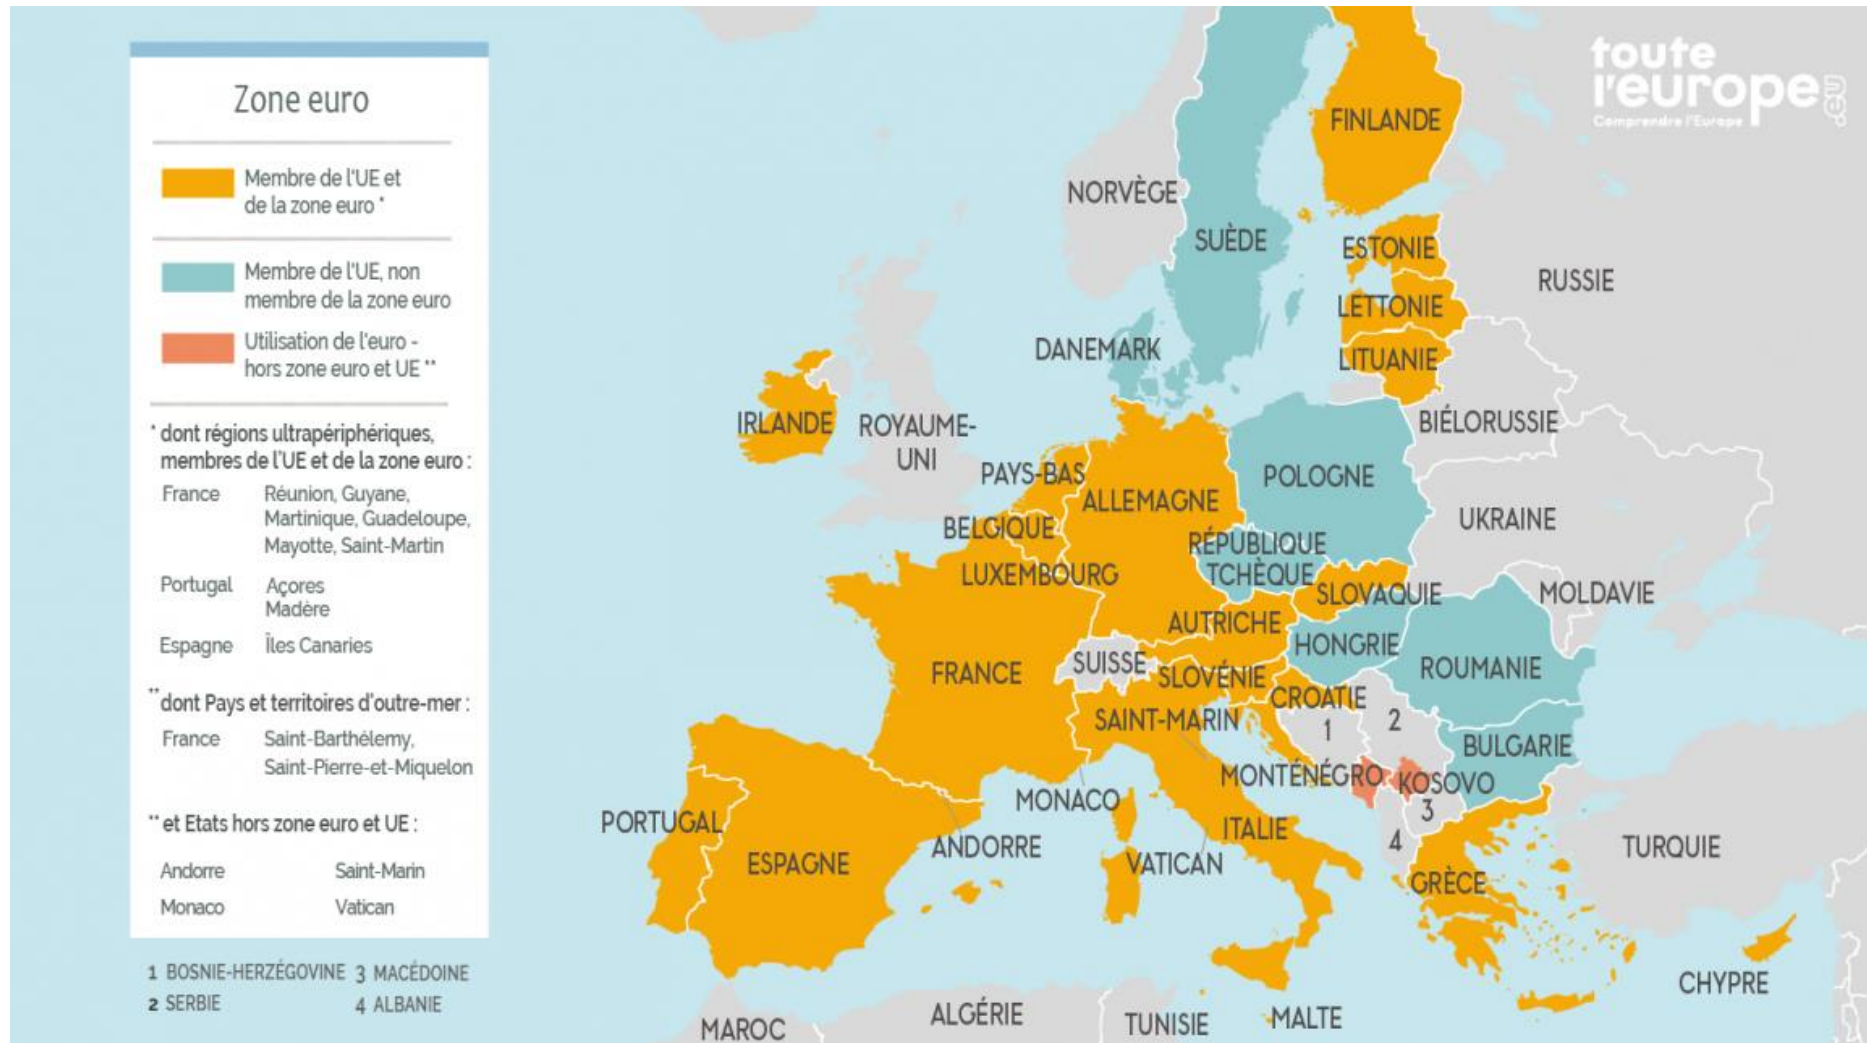 Zone euro
Membre de l'UE et
de la zone euro *
Membre de l'UE, non
membre de la zone euro
Utilisation de l'euro -
hors zone euro et UE **
* dont régions ultrapériphériques,
membres de l'UE et de la zone euro :
France Réunion, Guyane,
Martinique, Guadeloupe,
Mayotte, Saint-Martin
Portugal Açores
Madère
Espagne Îles Canaries
** dont Pays et territoires d'outre-mer :
France Saint-Barthélemy,
Saint-Pierre-et-Miquelon
** et Etats hors zone euro et UE :
Andorre Saint-Marin
Monaco Vatican
1 BOSNIE-HERZÉGOVINE 3 MACÉDOINE
2 SERBIE 4 ALBANIE
toute
l'europe.eu
Comprendre l'Europe
FINLANDE
NORVÈGE
SUÈDE
ESTONIE
RUSSIE
LETTONIE
DANEMARK
LITUANIE
IRLANDE
ROYAUME-
UNI
BIÉLORUSSIE
PAYS-BAS
POLOGNE
ALLEMAGNE
BELGIQUE
UKRAINE
RÉPUBLIQUE
TCHÈQUE
LUXEMBOURG
SLOVAQUIE
MOLDAVIE
AUTRICHE
HONGRIE
SUISSE
FRANCE
SLOVÉNIE
ROUMANIE
CROATIE
SAINT-MARIN
1
2
BULGARIE
MONTÉNÉGRO
KOSOVO
MONACO
3
PORTUGAL
ITALIE
4
ANDORRE
TURQUIE
ESPAGNE
VATICAN
GRÈCE
CHYPRE
MAROC
ALGÉRIE
TUNISIE
MALTE